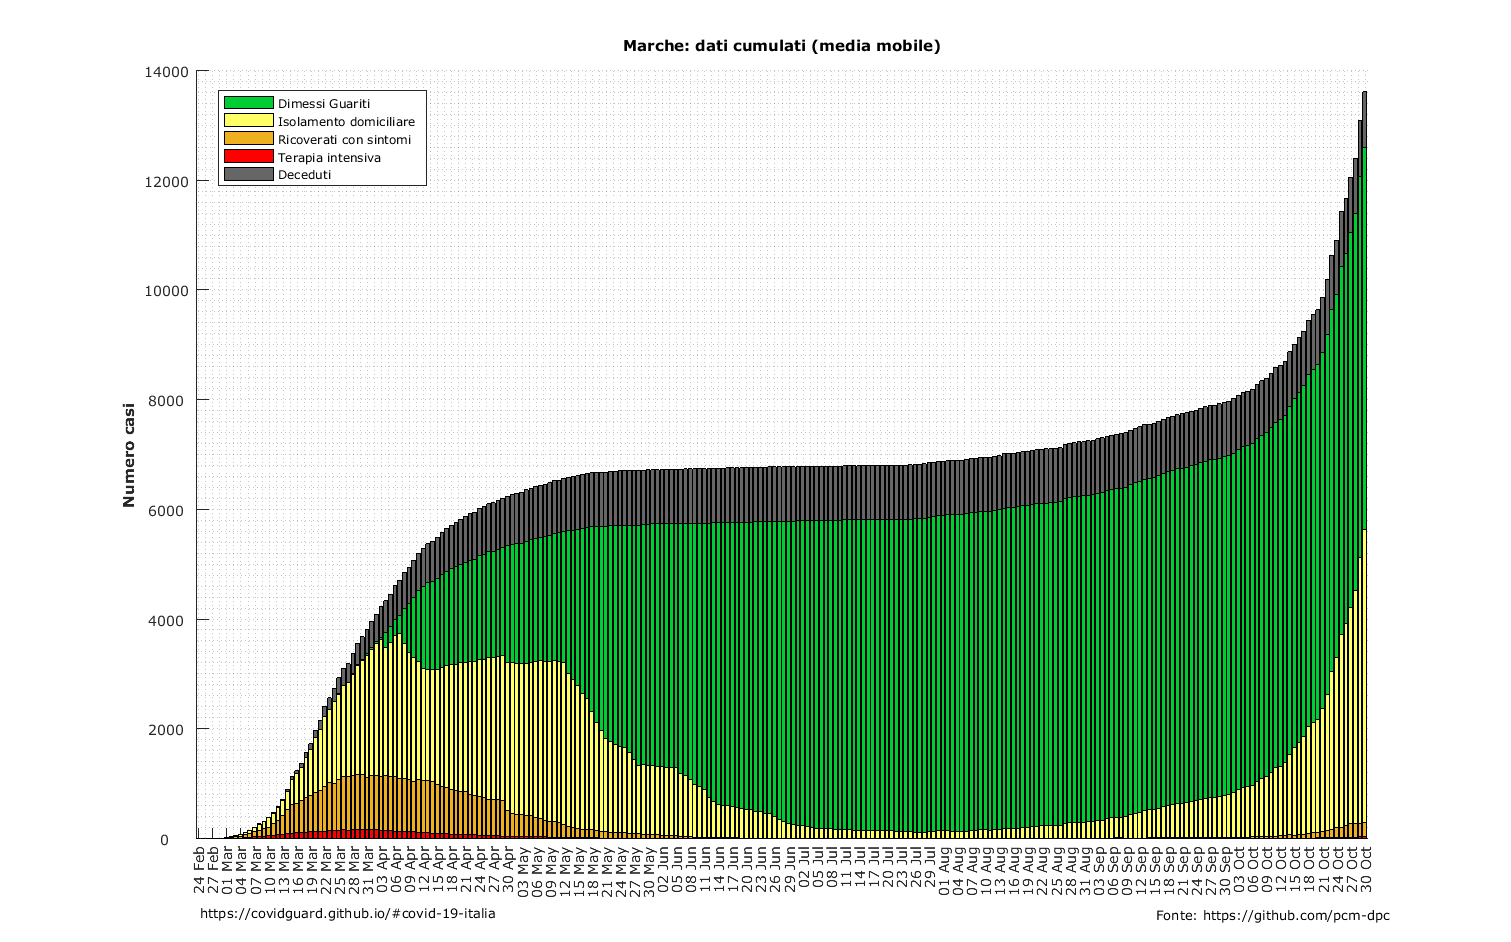 Marche: dati cumulati (media mobile)
14000
12000
10000
8000
6000
4000
2000
0
Numero casi
Dimessi Guariti
Isolamento domiciliare
Ricoverati con sintomi
Terapia intensiva
Deceduti
24 Feb
27 Feb
01 Mar
04 Mar
07 Mar
10 Mar
13 Mar
16 Mar
19 Mar
22 Mar
25 Mar
28 Mar
31 Mar
03 Apr
06 Apr
09 Apr
12 Apr
15 Apr
18 Apr
21 Apr
24 Apr
27 Apr
30 Apr
03 May
06 May
09 May
12 May
15 May
18 May
21 May
24 May
27 May
30 May
02 Jun
05 Jun
08 Jun
11 Jun
14 Jun
17 Jun
20 Jun
23 Jun
26 Jun
29 Jun
02 Jul
05 Jul
08 Jul
11 Jul
14 Jul
17 Jul
20 Jul
23 Jul
26 Jul
29 Jul
01 Aug
04 Aug
07 Aug
10 Aug
13 Aug
16 Aug
19 Aug
22 Aug
25 Aug
28 Aug
31 Aug
03 Sep
06 Sep
09 Sep
12 Sep
15 Sep
18 Sep
21 Sep
24 Sep
27 Sep
30 Sep
03 Oct
06 Oct
09 Oct
12 Oct
15 Oct
18 Oct
21 Oct
24 Oct
27 Oct
30 Oct
https://covidguard.github.io/#covid-19-italia
Fonte: https://github.com/pcm-dpc